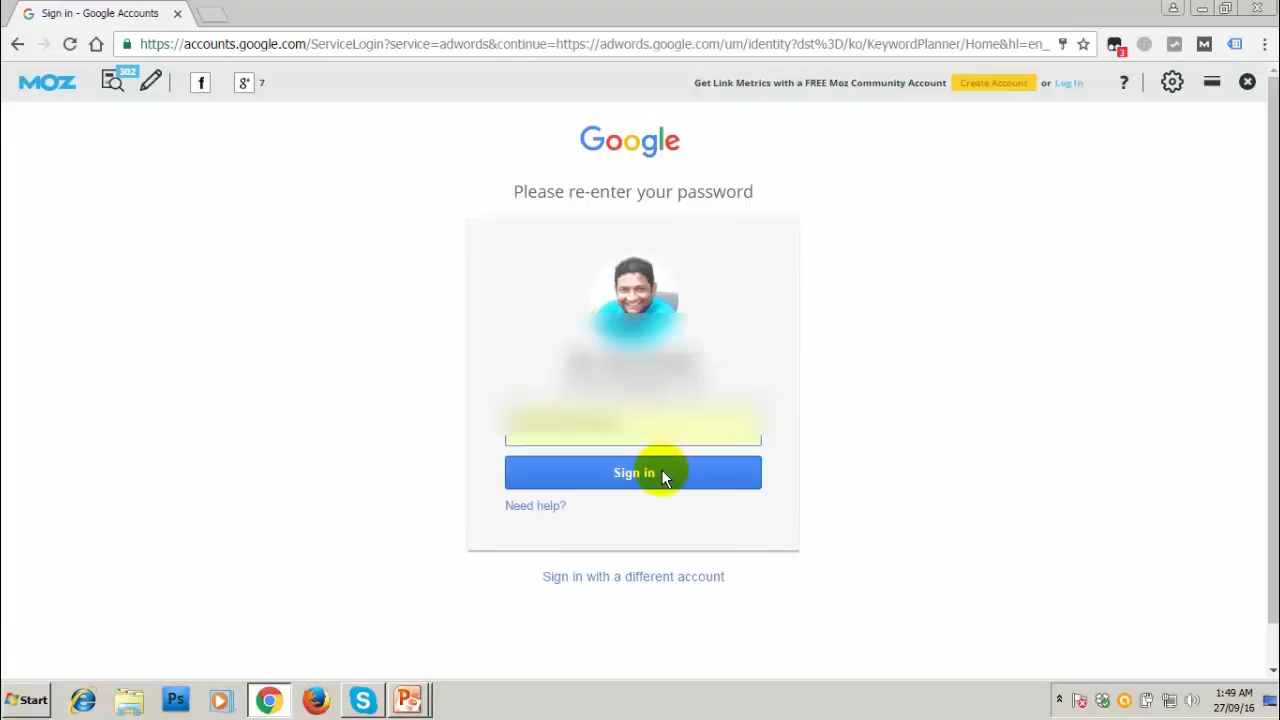 Sign in - Google Accounts
https://accounts.google.com/ServiceLogin?service=adwords&continue=https://adwords.google.com/um/identity?dst%3D/ko/KeywordPlanner/Home&hl=en_
3
MOZ
302
f
g+ 7
Get Link Metrics with a FREE Moz Community Account
Create Account
or Log In
?
Google
Please re-enter your password
Sign in
Need help?
Sign in with a different account
Start
Ps
1:49 AM
27/09/16